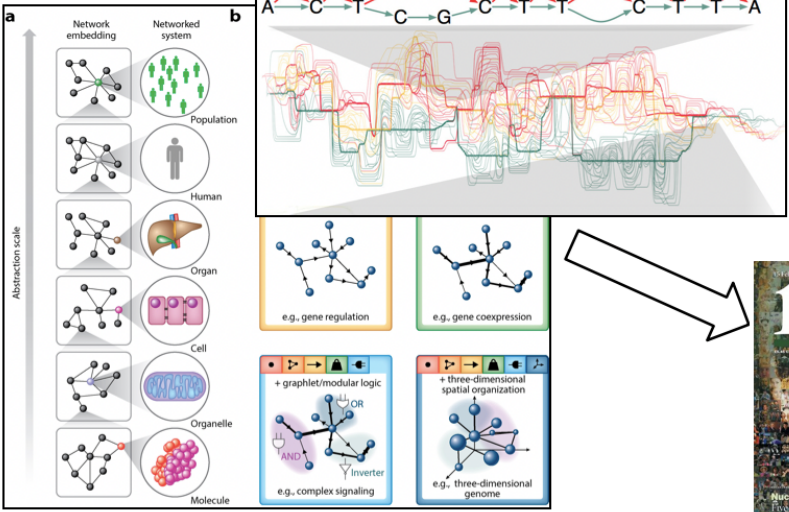 a
Network embedding
Networked system
b
A C T C G C T T C T T A
Abstraction scale
Population
Human
Organ
Cell
Organelle
Molecule
e.g., gene regulation
e.g., gene coexpression
+ graphlet/modular logic
OR
AND
Inverter
e.g., complex signaling
+ three-dimensional
spatial organization
e.g., three-dimensional
genome